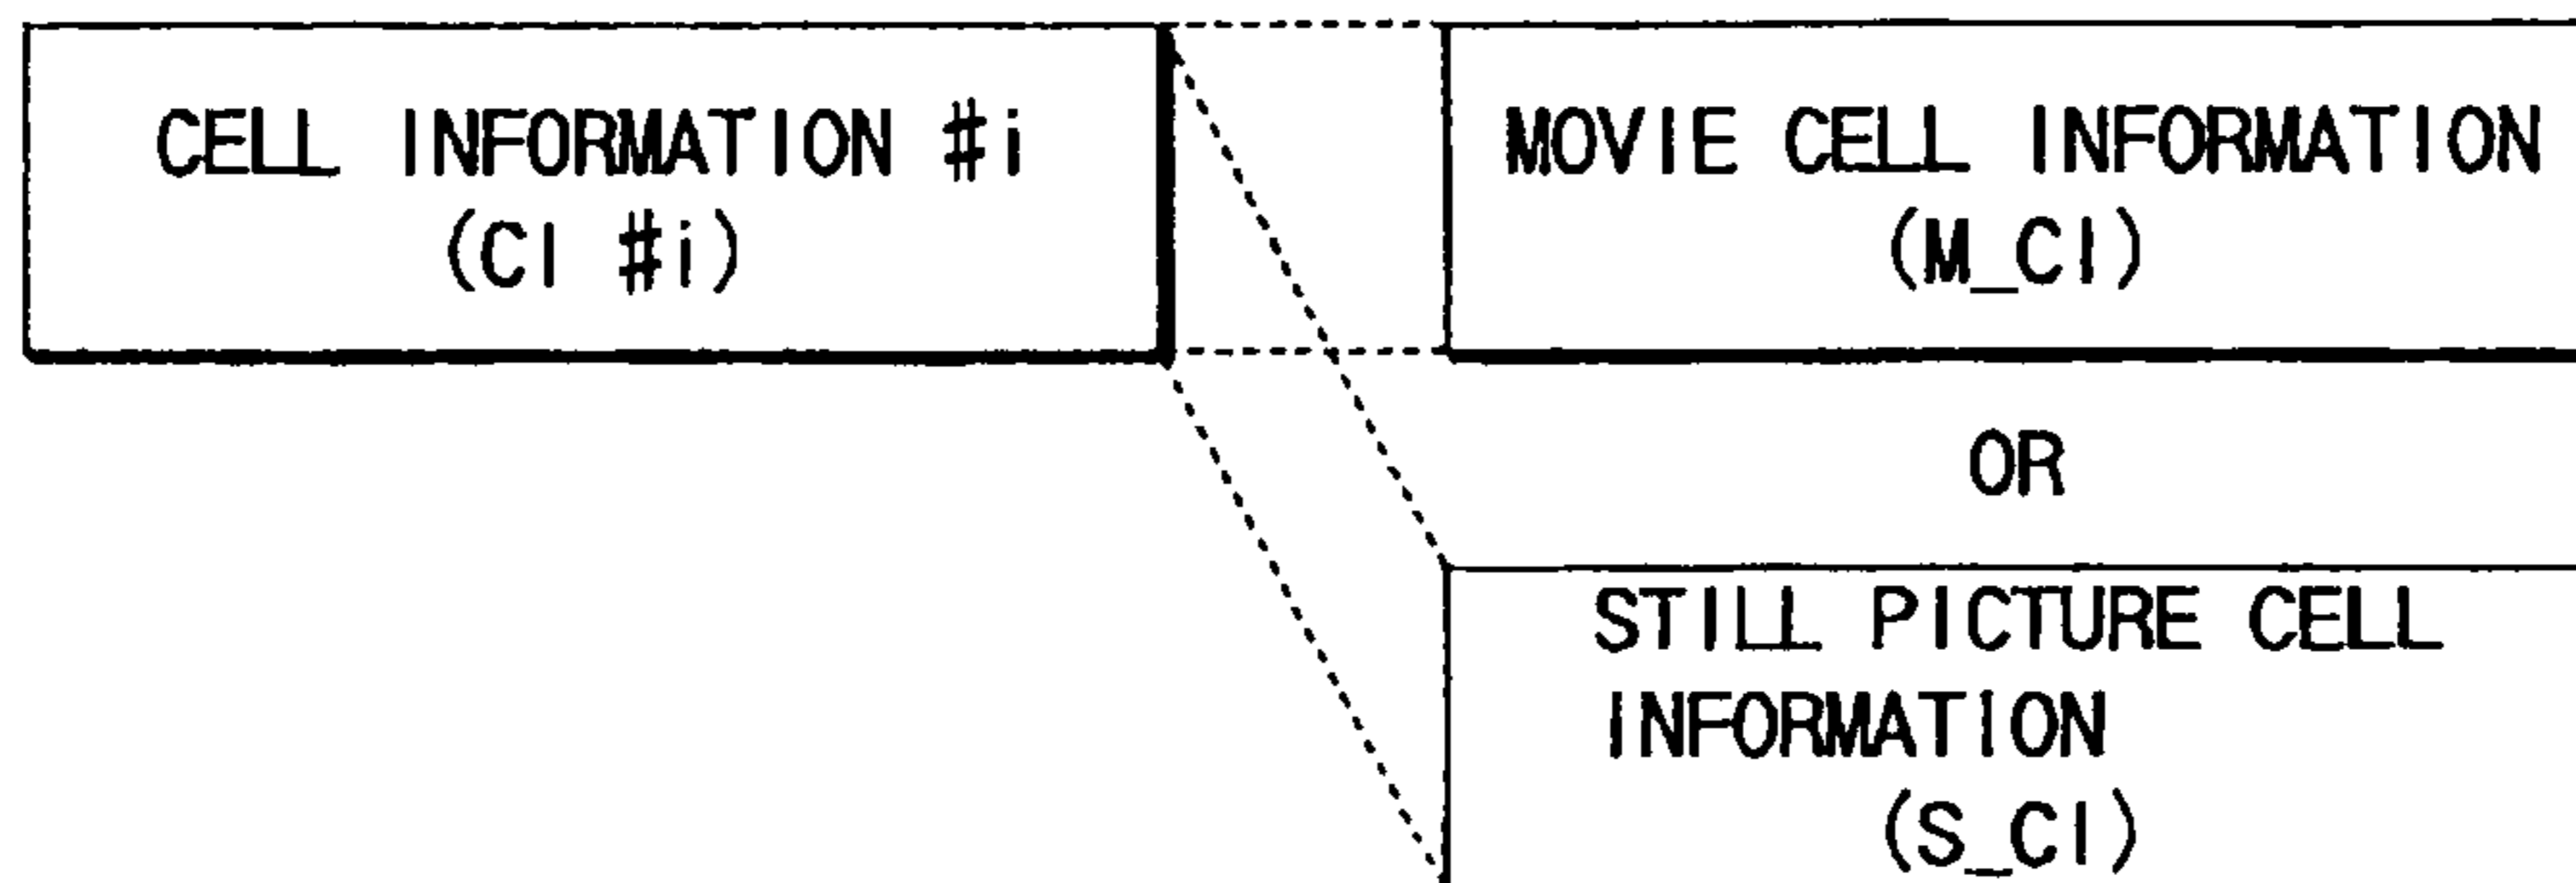 CELL INFORMATION #i
(CI #i)
MOVIE CELL INFORMATION
(M_CI)
OR
STILL PICTURE CELL
INFORMATION
(S_CI)